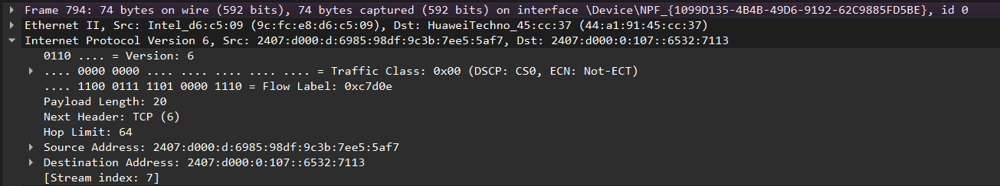 Frame 794: 74 bytes on wire (592 bits), 74 bytes captured (592 bits) on interface \Device\NPF_{1099D135-4B4B-49D6-9192-62C9885FD5BE}, id 0
Ethernet II, Src: Intel_d6:c5:09 (9c:fc:e8:d6:c5:09), Dst: HuaweiTechno_45:cc:37 (44:a1:91:45:cc:37)
Internet Protocol Version 6, Src: 2407:d000:d:6985:98df:9c3b:7ee5:5af7, Dst: 2407:d000:0:107::6532:7113
0110 .... = Version: 6
.... 0000 0000 .... .... .... .... .... = Traffic Class: 0x00 (DSCP: CS0, ECN: Not-ECT)
.... 1100 0111 1101 0000 1110 = Flow Label: 0xc7d0e
Payload Length: 20
Next Header: TCP (6)
Hop Limit: 64
Source Address: 2407:d000:d:6985:98df:9c3b:7ee5:5af7
Destination Address: 2407:d000:0:107::6532:7113
[Stream index: 7]